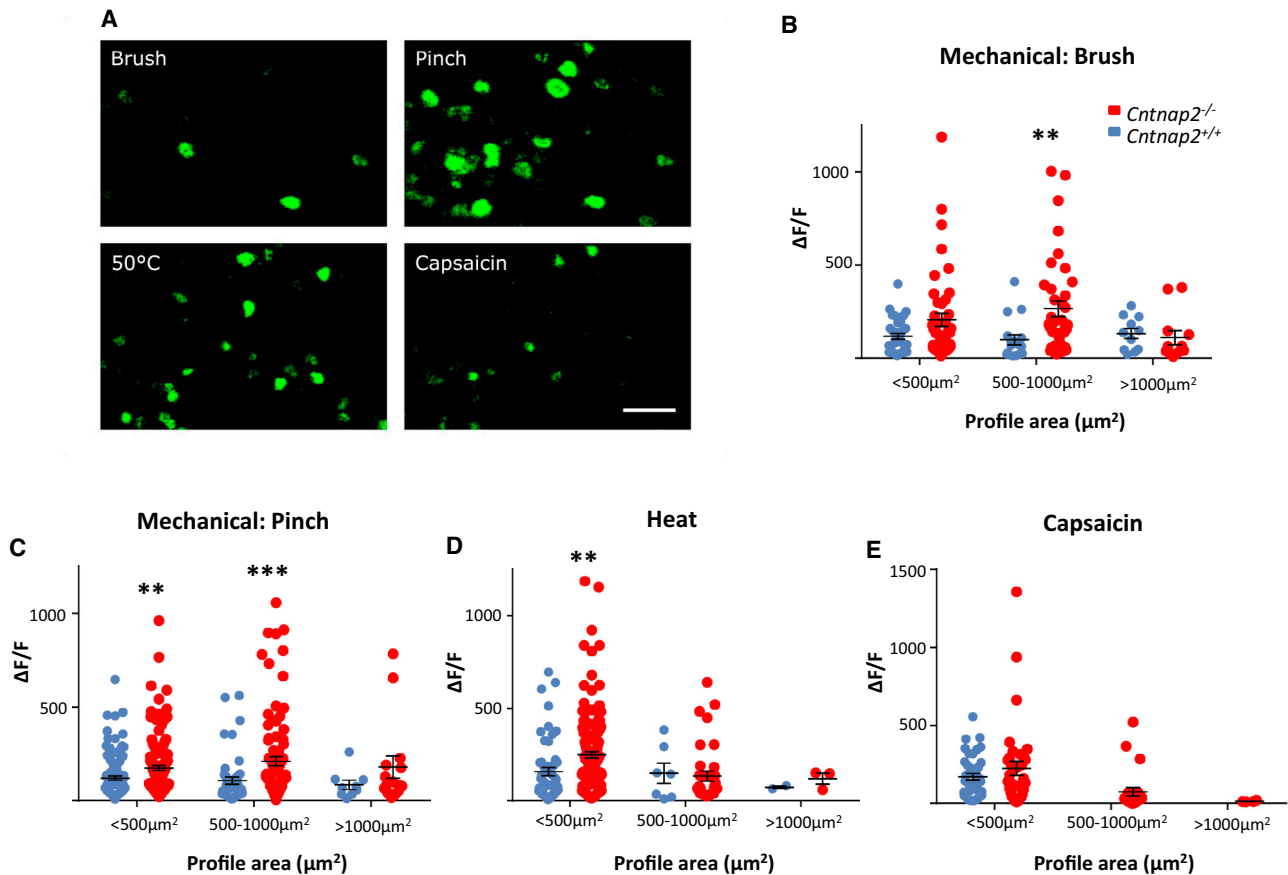 A
Brush
Pinch
50°C
Capsaicin
B
Mechanical: Brush
Cntnap2-/-
Cntnap2+/+
**
1000
500
ΔF/F
<500µm²
500-1000µm²
>1000µm²
Profile area (µm²)
C
Mechanical: Pinch
**
***
1000
500
ΔF/F
<500µm²
500-1000µm²
>1000µm²
Profile area (µm²)
D
Heat
**
1000
500
ΔF/F
<500µm²
500-1000µm²
>1000µm²
Profile area (µm²)
E
Capsaicin
1500
1000
500
ΔF/F
<500µm²
500-1000µm²
>1000µm²
Profile area (µm²)